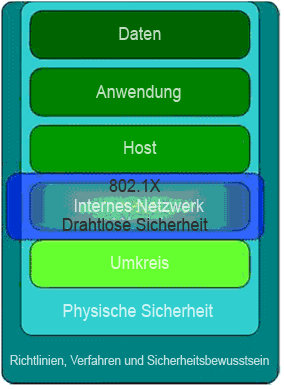 Daten
Anwendung
Host
802.1X
Internes Netzwerk
Drahtlose Sicherheit
Umkreis
Physische Sicherheit
Richtlinien, Verfahren und Sicherheitsbewusstsein